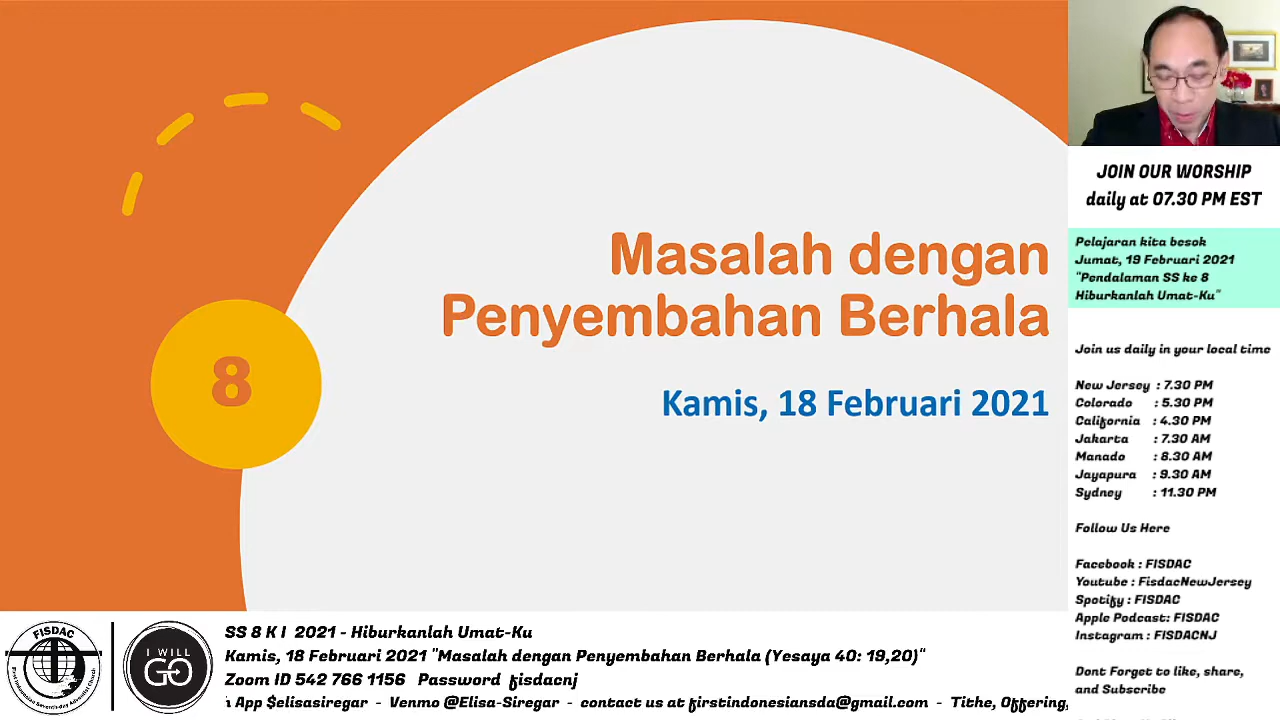 Masalah dengan
Penyembahan Berhala
Kamis, 18 Februari 2021
8
JOIN OUR WORSHIP
daily at 07.30 PM EST
Pelajaran kita besok
Jumat, 19 Februari 2021
"Pendalaman SS ke 8
Hiburkanlah Umat-Ku"
Join us daily in your local time
New Jersey : 7.30 PM
Colorado : 5.30 PM
California : 4.30 PM
Jakarta : 7.30 AM
Manado : 8.30 AM
Jayapura : 9.30 AM
Sydney : 11.30 PM
Follow Us Here
Facebook : FISDAC
Youtube : FisdacNewJersey
Spotify : FISDAC
Apple Podcast: FISDAC
Instagram : FISDACNJ
Dont Forget to like, share,
and Subscribe
FISDAC
First Indonesian Seventh-day Adventist Church
I WILL
GO
SS 8 K I 2021 - Hiburkanlah Umat-Ku
Kamis, 18 Februari 2021 "Masalah dengan Penyembahan Berhala (Yesaya 40: 19,20)"
Zoom ID 542 766 1156 Password fisdacnj
App $elisasiregar - Venmo @Elisa-Siregar - contact us at firstindonesiansda@gmail.com - Tithe, Offering,